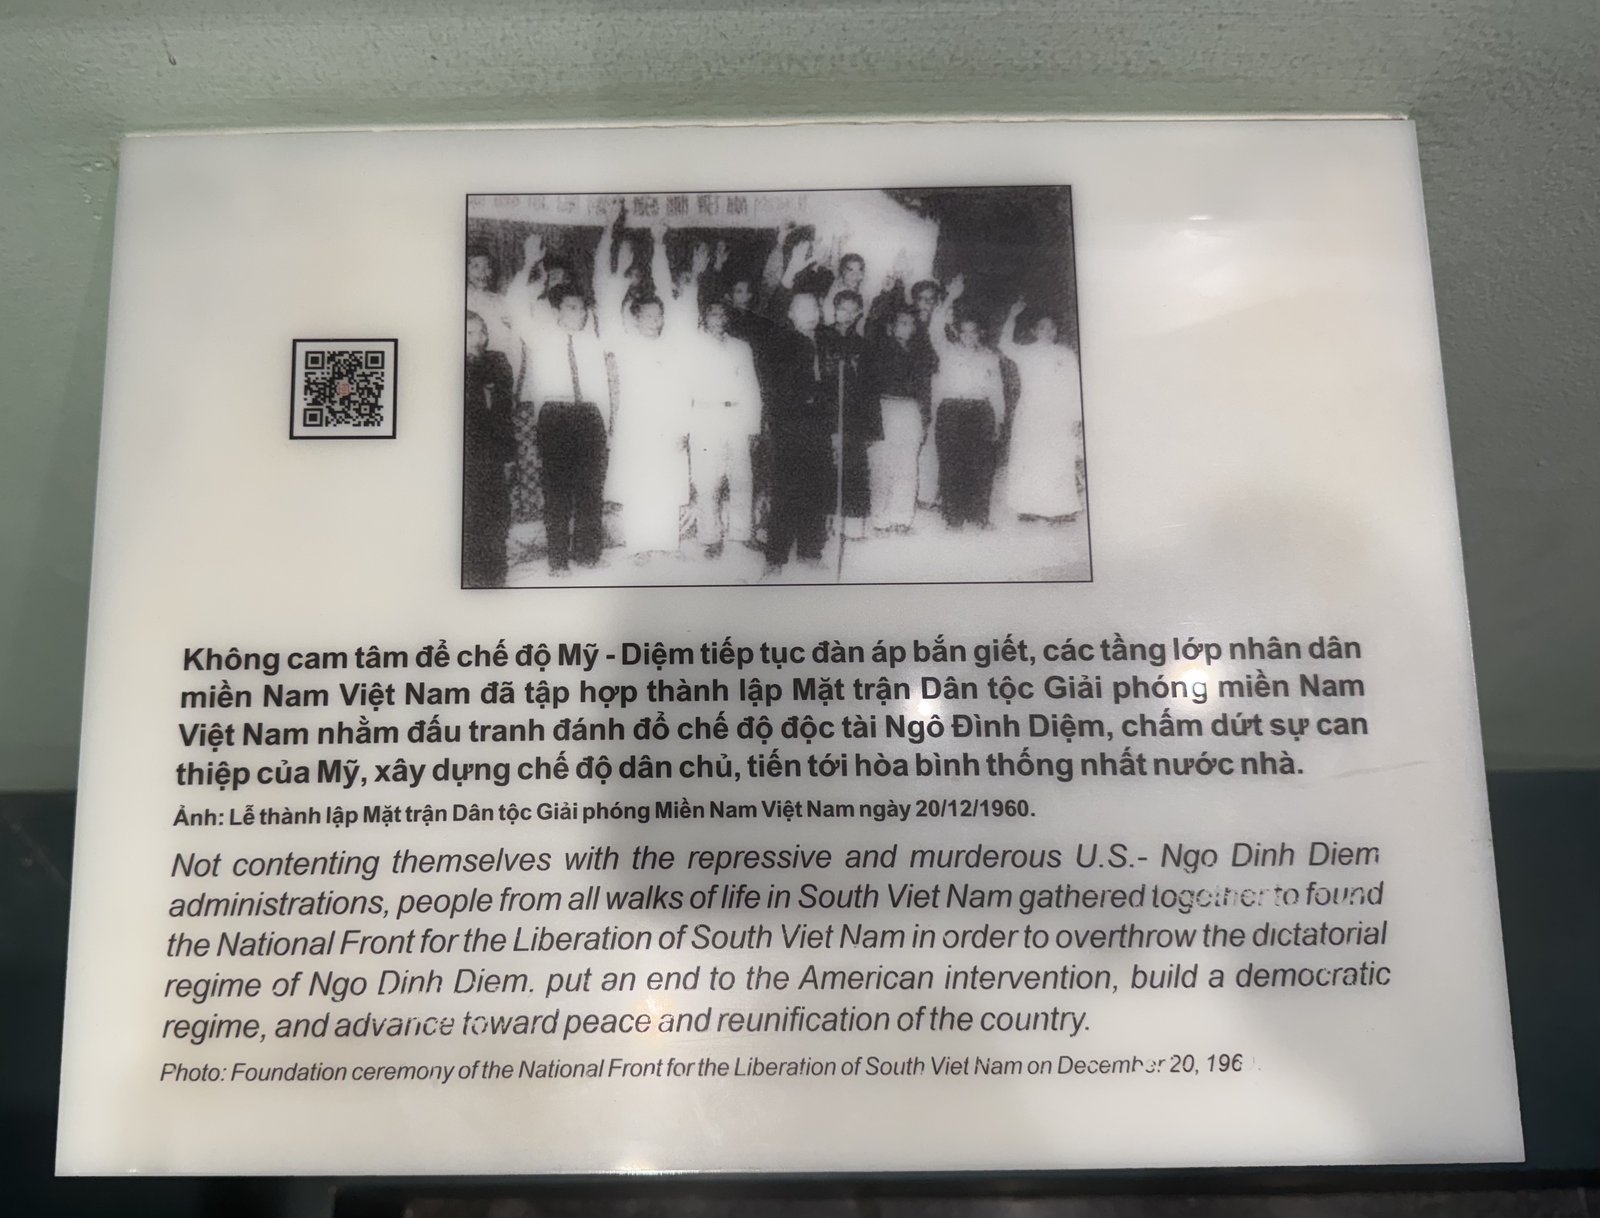 Không cam tâm để chế độ Mỹ - Diệm tiếp tục đàn áp bắn giết, các tầng lớp nhân dân
miền Nam Việt Nam đã tập hợp thành lập Mặt trận Dân tộc Giải phóng miền Nam
Việt Nam nhằm đấu tranh đánh đổ chế độ độc tài Ngô Đình Diệm, chấm dứt sự can
thiệp của Mỹ, xây dựng chế độ dân chủ, tiến tới hòa bình thống nhất nước nhà.
Ảnh: Lễ thành lập Mặt trận Dân tộc Giải phóng Miền Nam Việt Nam ngày 20/12/1960.
Not contenting themselves with the repressive and murderous U.S.- Ngo Dinh Diem
administrations, people from all walks of life in South Viet Nam gathered together to found
the National Front for the Liberation of South Viet Nam in order to overthrow the dictatorial
regime of Ngo Dinh Diem. put an end to the American intervention, build a democratic
regime, and advance toward peace and reunification of the country.
Photo: Foundation ceremony of the National Front for the Liberation of South Viet Nam on December 20, 196